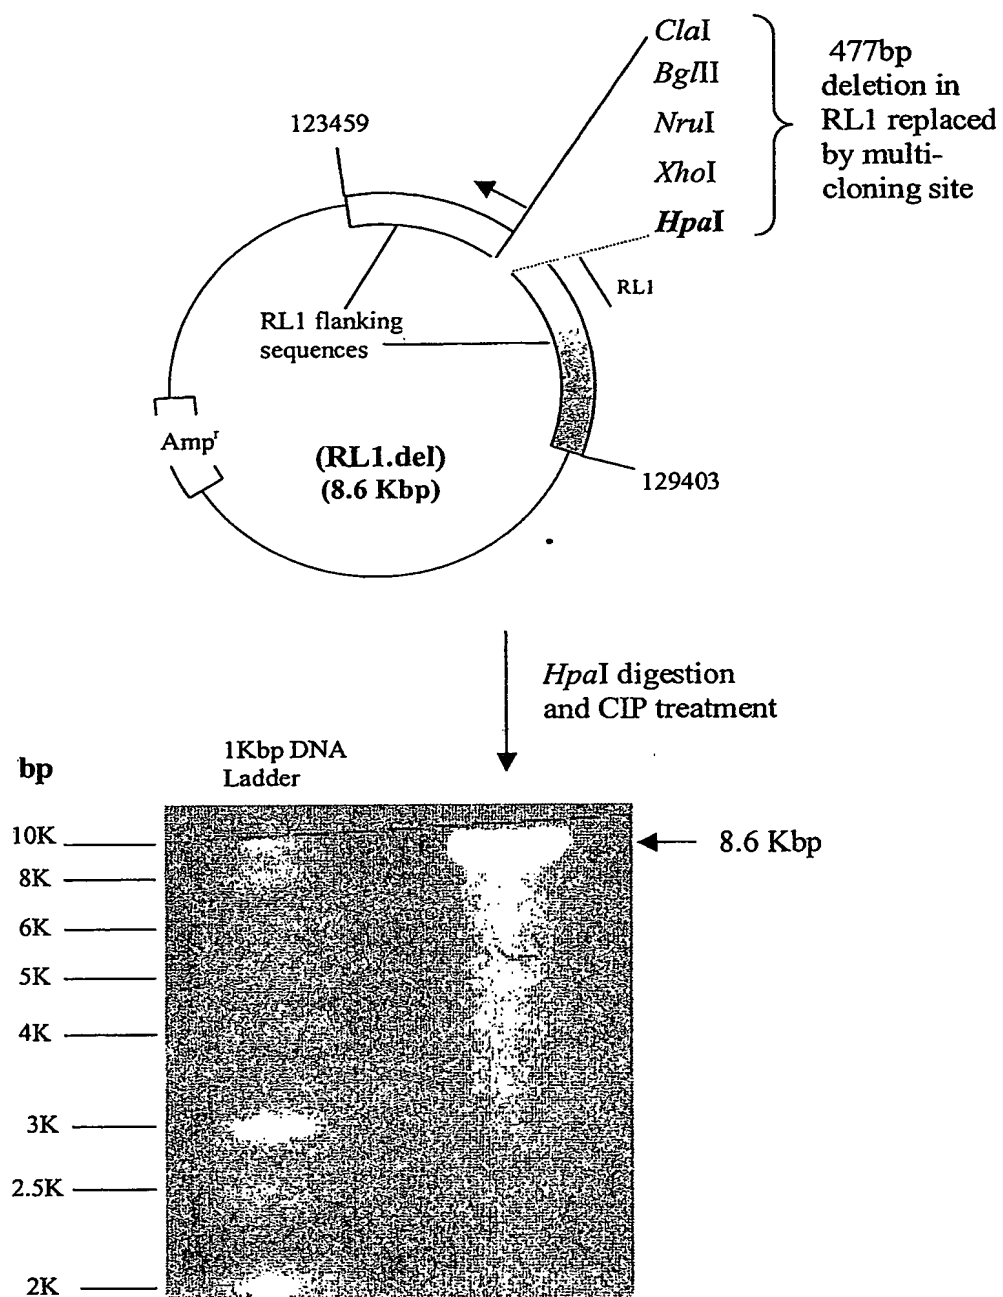 ClaI
BglII
NruI
XhoI
HpaI
477bp
deletion in
RL1 replaced
by multi-
cloning site
123459
RL1
RL1 flanking
sequences
Ampr
(RL1.del)
(8.6 Kbp)
129403
HpaI digestion
and CIP treatment
1Kbp DNA
Ladder
bp
10K
8.6 Kbp
8K
6K
5K
4K
3K
2.5K
2K